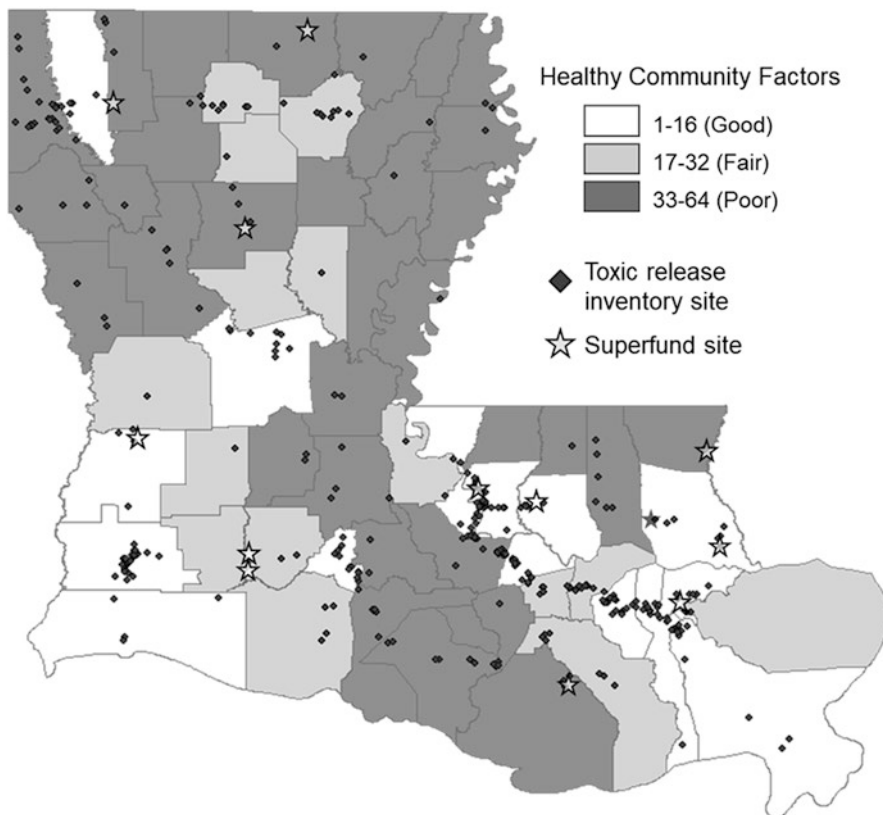 Healthy Community Factors
1-16 (Good)
17-32 (Fair)
33-64 (Poor)
Toxic release
inventory site
Superfund site